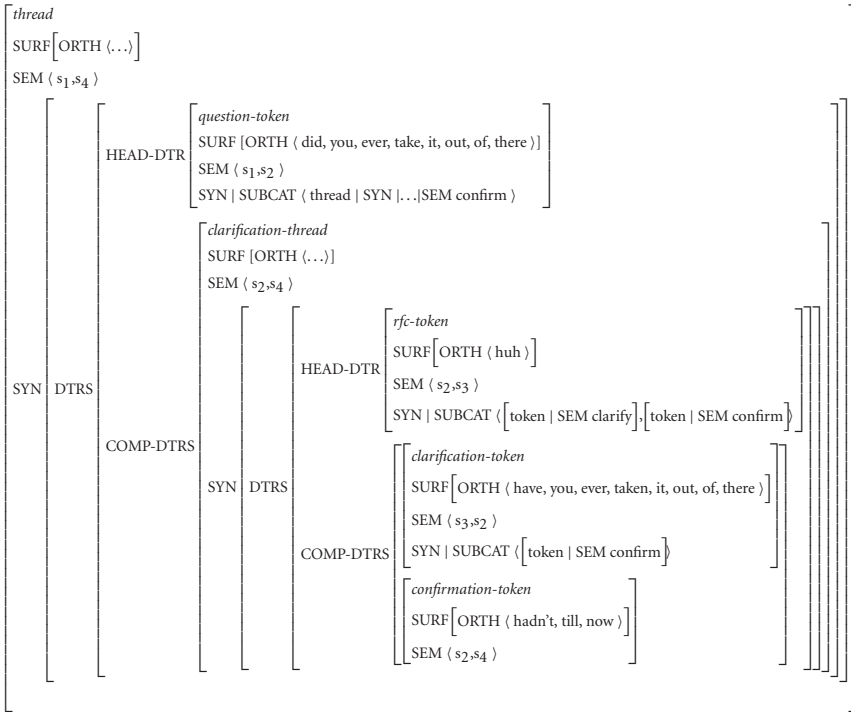 thread
SURF[ORTH ⟨…⟩]
SEM ⟨ s₁,s₄ ⟩
question-token
SURF [ORTH ⟨ did, you, ever, take, it, out, of, there ⟩]
HEAD-DTR
SEM ⟨ s₁,s₂ ⟩
SYN | SUBCAT ⟨ thread | SYN |…|SEM confirm ⟩
clarification-thread
SURF [ORTH ⟨…⟩]
SEM ⟨ s₂,s₄ ⟩
rfc-token
SURF[ORTH ⟨ huh ⟩]
HEAD-DTR
SEM ⟨ s₂,s₃ ⟩
SYN DTRS
SYN | SUBCAT ⟨[token | SEM clarify],[token | SEM confirm]⟩
COMP-DTRS
clarification-token
SYN DTRS
SURF[ORTH ⟨ have, you, ever, taken, it, out, of, there ⟩]
SEM ⟨ s₃,s₂ ⟩
COMP-DTRS
SYN | SUBCAT ⟨[token | SEM confirm]⟩
confirmation-token
SURF[ORTH ⟨ hadn't, till, now ⟩]
SEM ⟨ s₂,s₄ ⟩